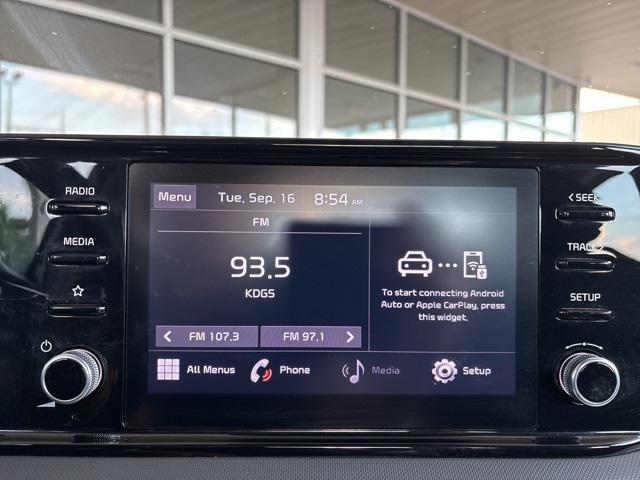 RADIO
MEDIA
SEEK
TRACK
SETUP
Menu Tue, Sep. 16 8:54 AM
FM
93.5
KDGS
FM 107.3 FM 97.1
To start connecting Android
Auto or Apple CarPlay, press
this widget.
All Menus Phone Media Setup